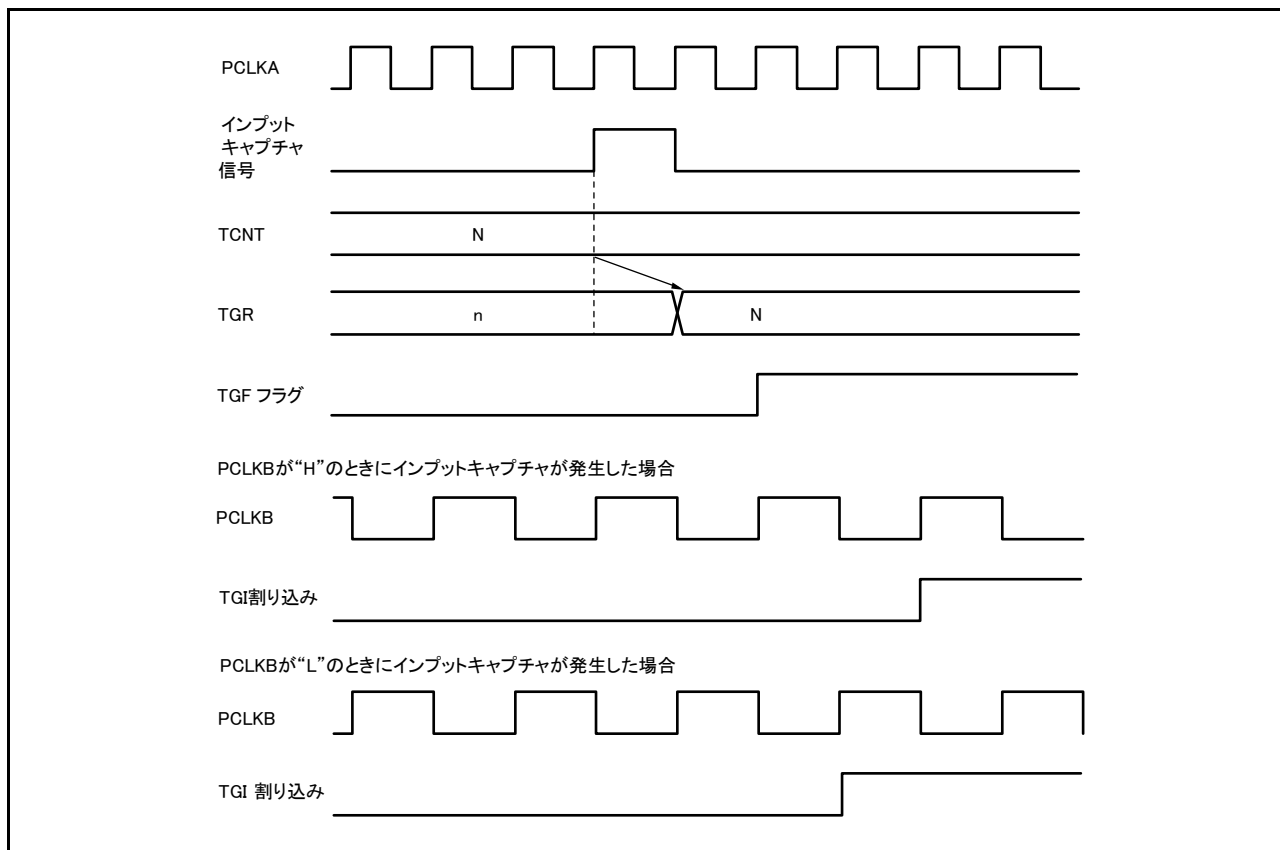 PCLKA
インプット
キャプチャ
信号
TCNT
N
TGR
n
N
TGF フラグ
PCLKBが“H”のときにインプットキャプチャが発生した場合
PCLKB
TGI割り込み
PCLKBが“L”のときにインプットキャプチャが発生した場合
PCLKB
TGI 割り込み